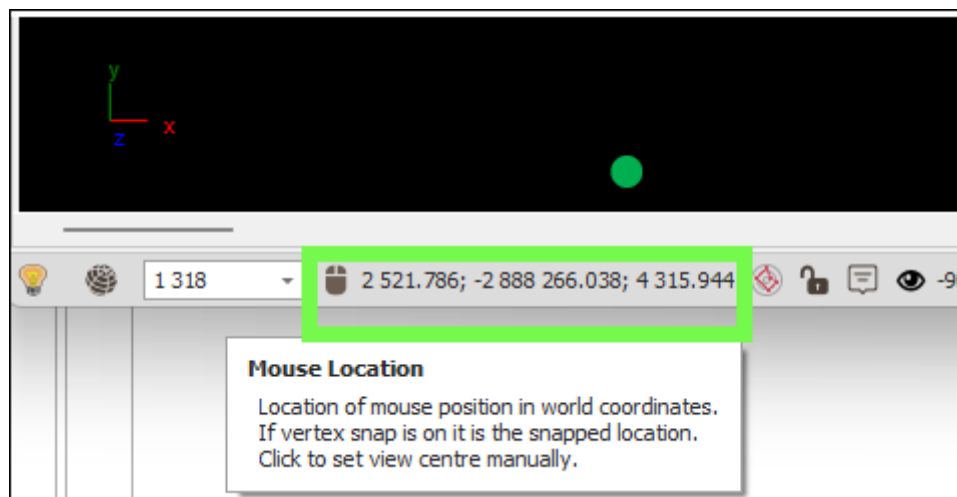 y
x
z
1 318
2 521.786; -2 888 266.038; 4 315.944
Mouse Location
Location of mouse position in world coordinates.
If vertex snap is on it is the snapped location.
Click to set view centre manually.